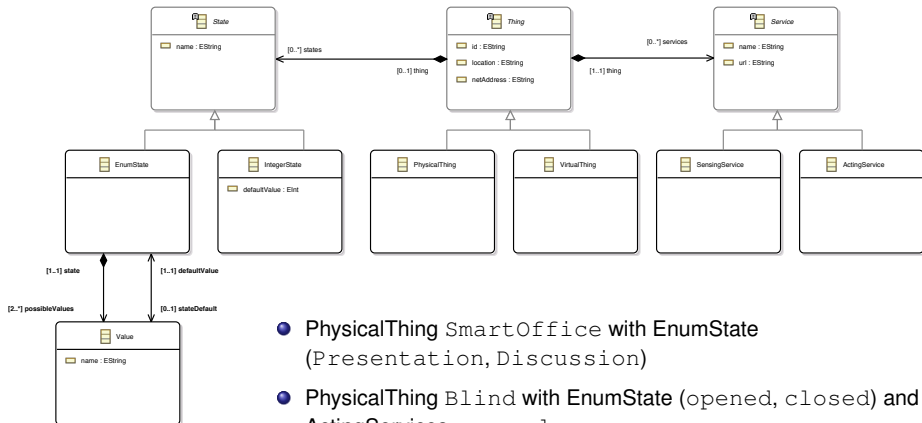 State
name : EString
[0..*] states
[0..1] thing
Thing
id : EString
location : EString
netAddress : EString
[0..*] services
[1..1] thing
Service
name : EString
url : EString
EnumState
IntegerState
defaultValue : EInt
PhysicalThing
VirtualThing
SensingService
ActingService
[1..1] state
[1..1] defaultValue
[2..*] possibleValues
[0..1] stateDefault
Value
name : EString
PhysicalThing SmartOffice with EnumState
(Presentation, Discussion)
PhysicalThing Blind with EnumState (opened, closed) and